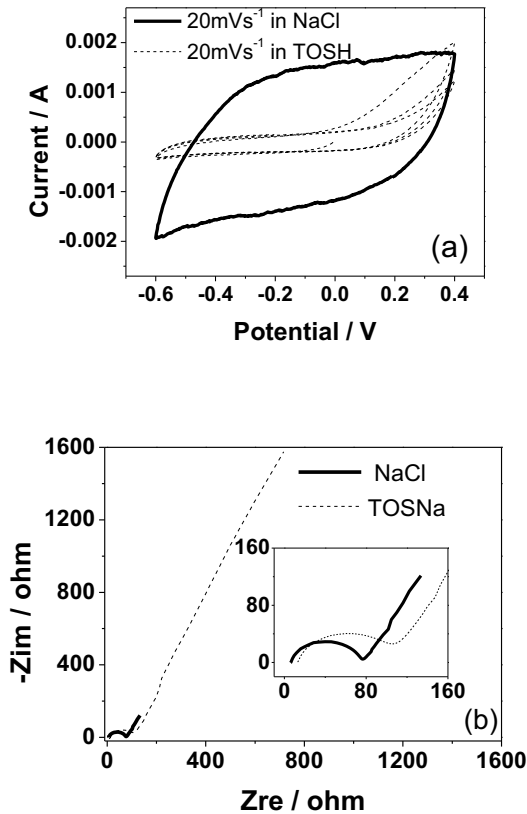 20mVs-1 in NaCl
20mVs-1 in TOSH
0.002
0.001
0.000
-0.001
-0.002
Current / A
(a)
-0.6 -0.4 -0.2 0.0 0.2 0.4
Potential / V
1600
1200
800
400
0
-Zim / ohm
NaCl
TOSNa
160
80
0
0 80 160
(b)
0 400 800 1200 1600
Zre / ohm